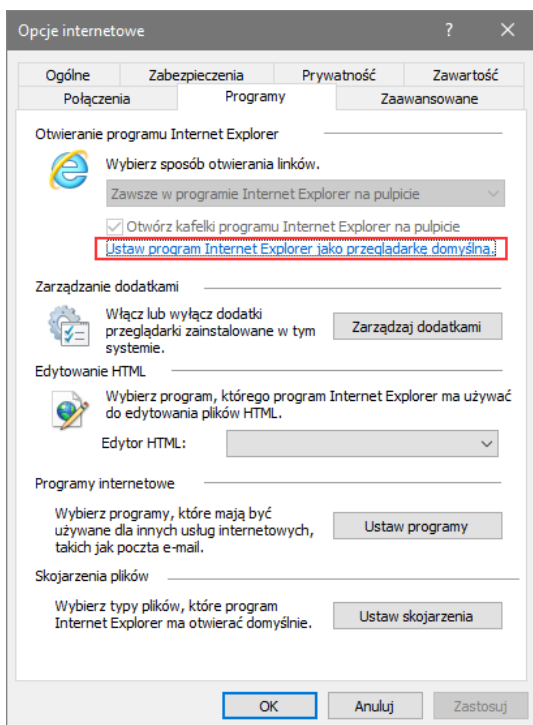 Opcje internetowe
?
Ogólne Zabezpieczenia Prywatność Zawartość
Połączenia Programy Zaawansowane
Otwieranie programu Internet Explorer
Wybierz sposób otwierania linków.
Zawsze w programie Internet Explorer na pulpicie
Otwórz kafelki programu Internet Explorer na pulpicie
Ustaw program Internet Explorer jako przeglądarkę domyślną.
Zarządzanie dodatkami
Włącz lub wyłącz dodatki
przeglądarki zainstalowane w tym
systemie.
Zarządzaj dodatkami
Edytowanie HTML
Wybierz program, którego program Internet Explorer ma używać
do edytowania plików HTML.
Edytor HTML:
Programy internetowe
Wybierz programy, które mają być
używane dla innych usług internetowych,
takich jak poczta e-mail.
Ustaw programy
Skojarzenia plików
Wybierz typy plików, które program
Internet Explorer ma otwierać domyślnie.
Ustaw skojarzenia
OK Anuluj Zastosuj